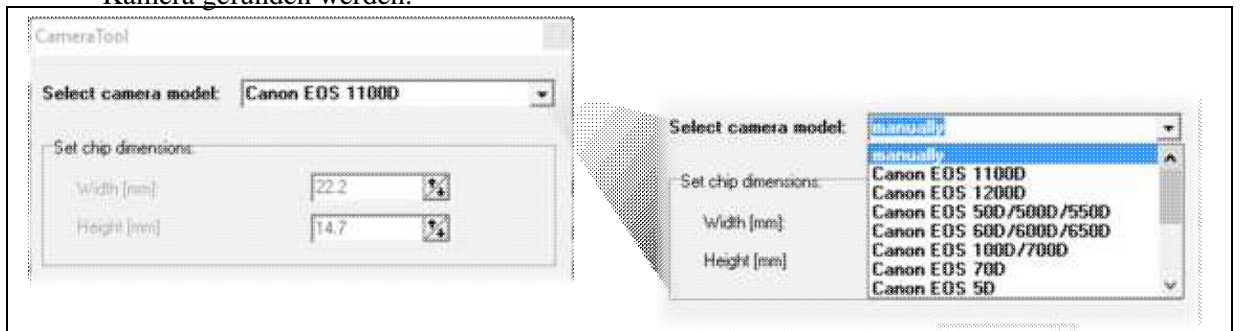 Kamera gefunden werden.
CameraTool
Select camera model: Canon EOS 1100D
Set chip dimensions:
Width [mm]: 22.2
Height [mm]: 14.7
Select camera model: manually
manually
Canon EOS 1100D
Canon EOS 1200D
Canon EOS 50D/500D/550D
Canon EOS 60D/600D/650D
Canon EOS 100D/700D
Canon EOS 70D
Canon EOS 5D
Set chip dimensions:
Width [mm]:
Height [mm]